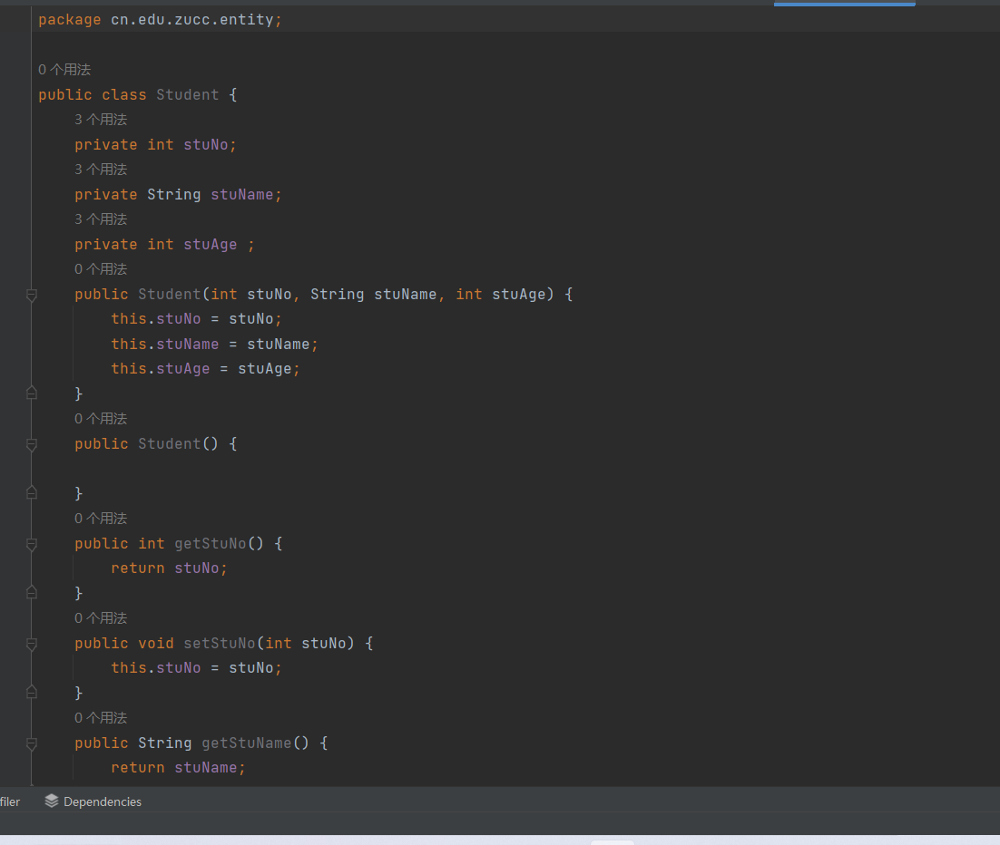 package cn.edu.zucc.entity;
0 个用法
public class Student {
3 个用法
private int stuNo;
3 个用法
private String stuName;
3 个用法
private int stuAge ;
0 个用法
public Student(int stuNo, String stuName, int stuAge) {
this.stuNo = stuNo;
this.stuName = stuName;
this.stuAge = stuAge;
}
0 个用法
public Student() {
}
0 个用法
public int getStuNo() {
return stuNo;
}
0 个用法
public void setStuNo(int stuNo) {
this.stuNo = stuNo;
}
0 个用法
public String getStuName() {
return stuName;
filer Dependencies